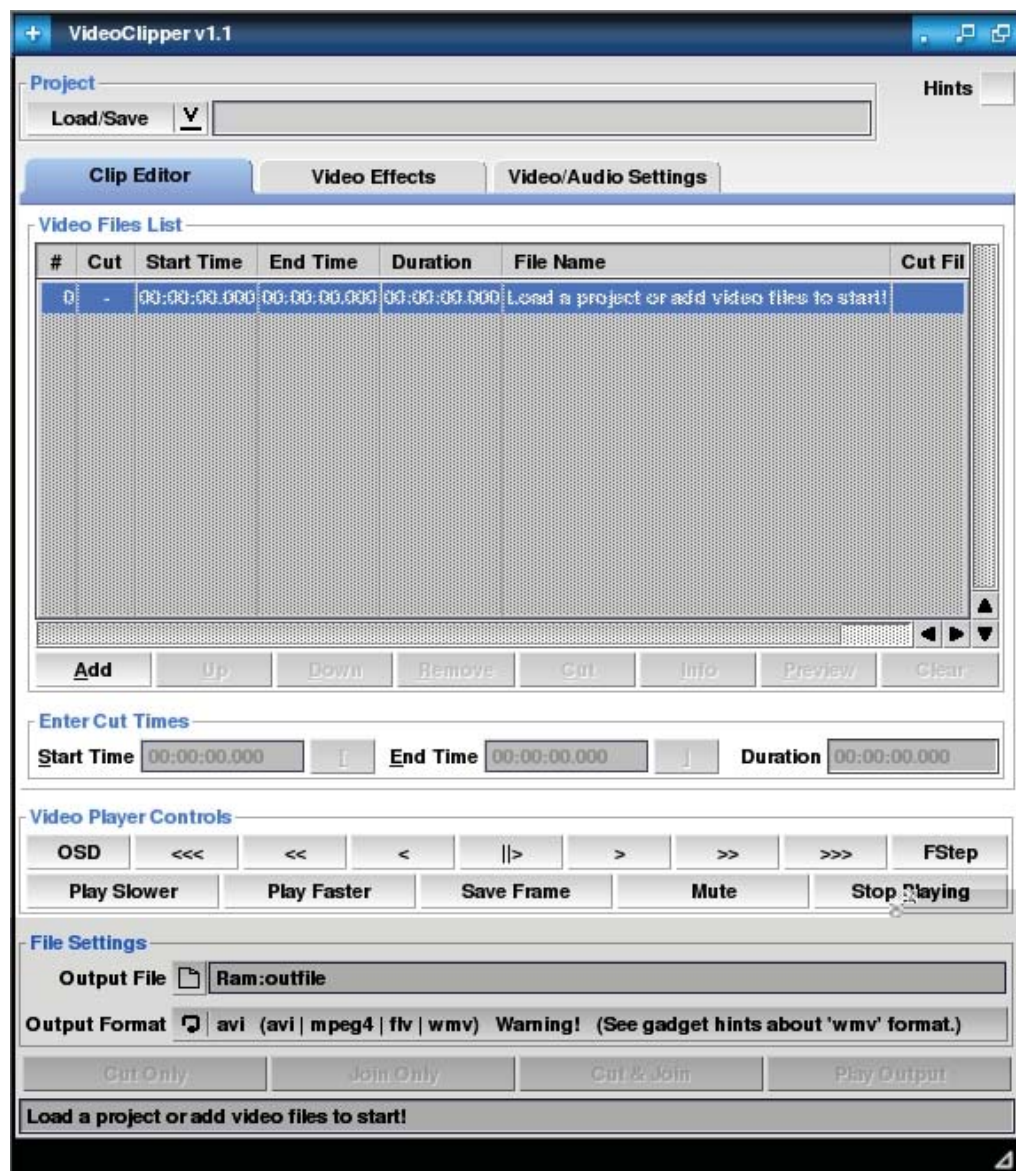 VideoClipper v1.1
Project
Hints
Load/Save
Clip Editor Video Effects Video/Audio Settings
Video Files List
# Cut Start Time End Time Duration File Name Cut Fil
0 - 00:00:00.000 00:00:00.000 00:00:00.000 Load a project or add video files to start!
Add Up Down Remove Cut Info Preview Clear
Enter Cut Times
Start Time 00:00:00.000 [ End Time 00:00:00.000 ] Duration 00:00:00.000
Video Player Controls
OSD <<< << < ||> > >> >>> FStep
Play Slower Play Faster Save Frame Mute Stop Playing
File Settings
Output File Ram:outfile
Output Format avi (avi | mpeg4 | flv | wmv) Warning! (See gadget hints about 'wmv' format.)
Cut Only Join Only Cut & Join Play Output
Load a project or add video files to start!